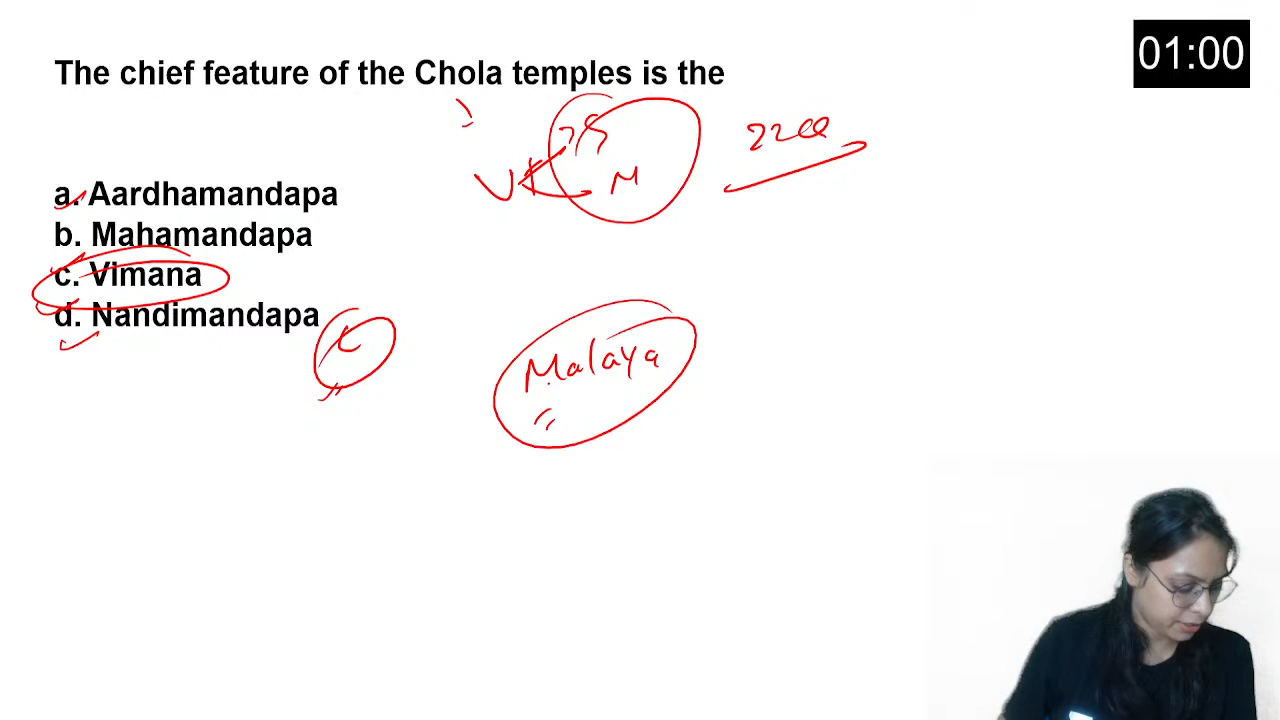 The chief feature of the Chola temples is the
01:00
a. Aardhamandapa
b. Mahamandapa
c. Vimana
d. Nandimandapa
M
Malaya